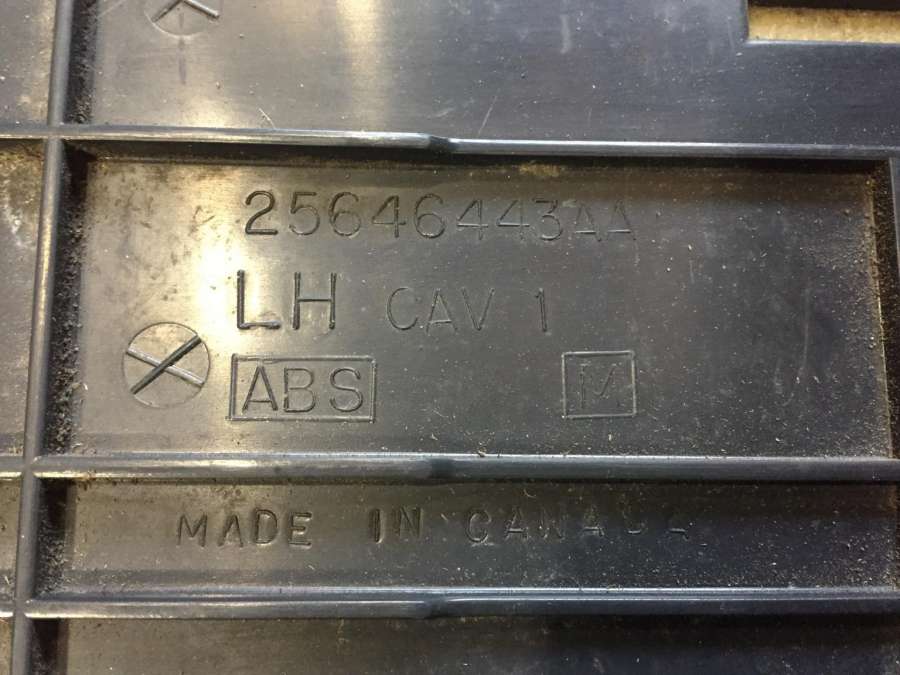 25646443AA
LH CAV 1
ABS M
MADE IN CANADA